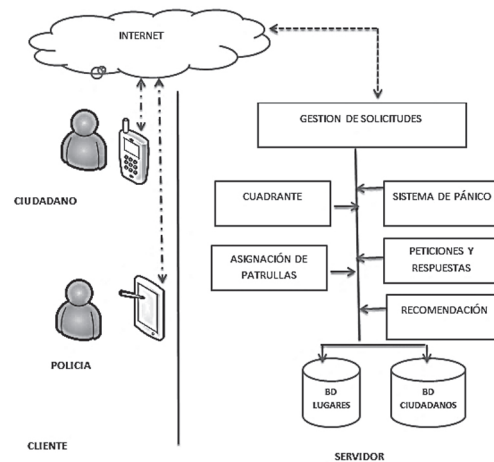 INTERNET
GESTION DE SOLICITUDES
CIUDADANO
CUADRANTE
SISTEMA DE PÁNICO
ASIGNACIÓN DE
PATRULLAS
PETICIONES Y
RESPUESTAS
RECOMENDACIÓN
POLICIA
BD
LUGARES
BD
CIUDADANOS
CLIENTE
SERVIDOR